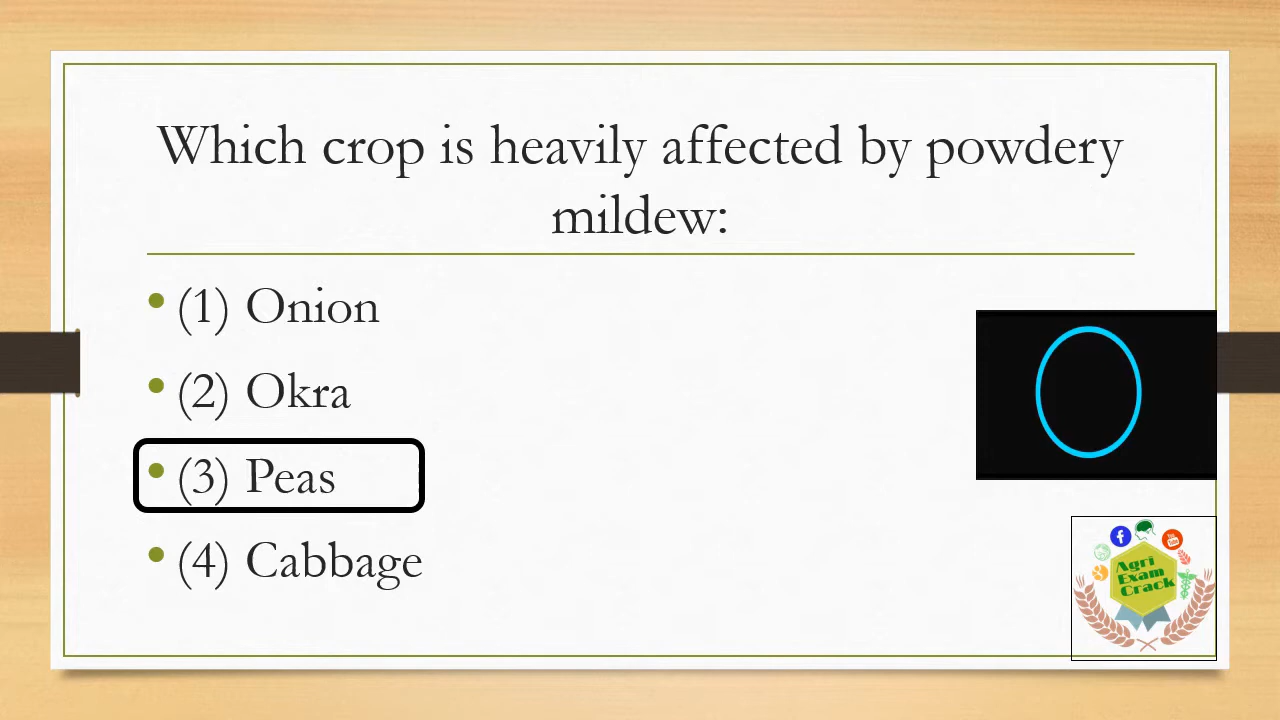 Which crop is heavily affected by powdery
mildew:
• (1) Onion
• (2) Okra
• (3) Peas
• (4) Cabbage
Agri
Exam
Crack